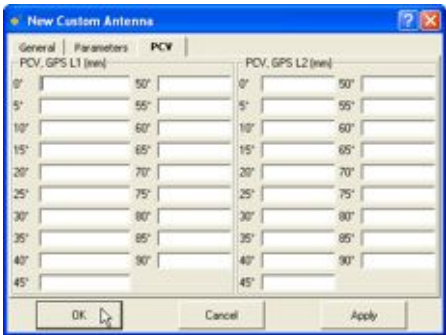 New Custom Antenna
General Parameters PCV
PCV, GPS L1 (mm) PCV, GPS L2 (mm)
0° 50° 0° 50°
5° 55° 5° 55°
10° 60° 10° 60°
15° 65° 15° 65°
20° 70° 20° 70°
25° 75° 25° 75°
30° 80° 30° 80°
35° 85° 35° 85°
40° 90° 40° 90°
45° 45°
OK Cancel Apply